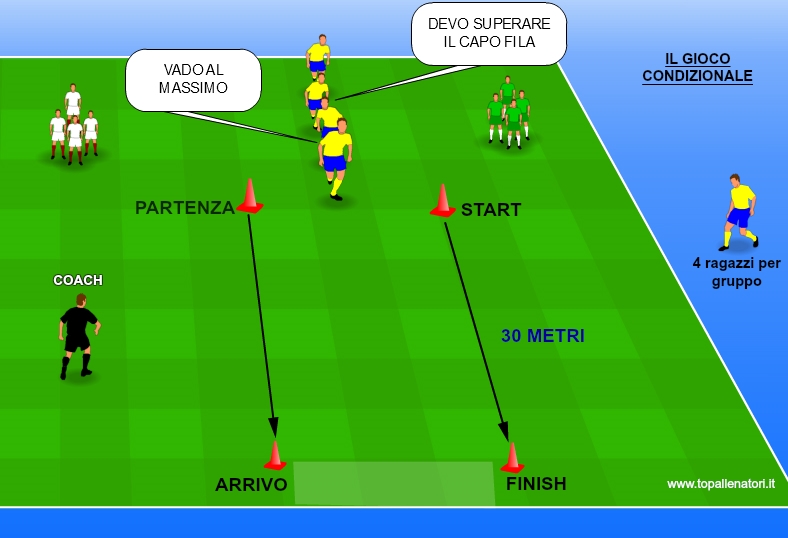 DEVO SUPERARE
IL CAPO FILA
VADO AL
MASSIMO
IL GIOCO
CONDIZIONALE
PARTENZA
START
4 ragazzi per
gruppo
COACH
30 METRI
ARRIVO
FINISH
www.topallenatori.it